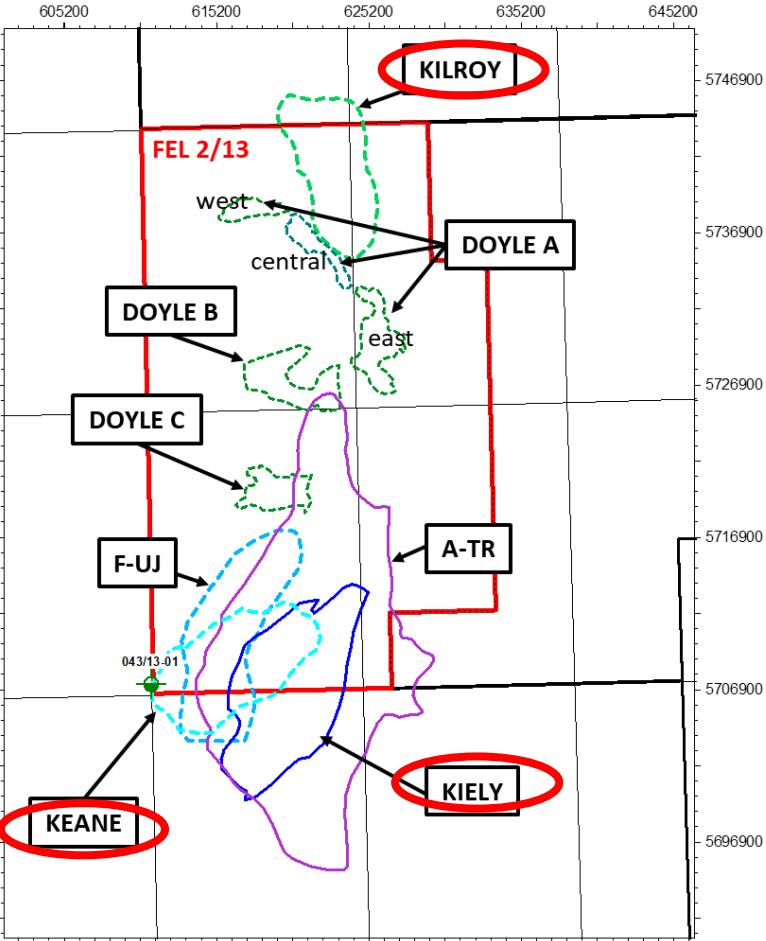 605200 615200 625200 635200 645200
KILROY
5746900
FEL 2/13
west
5736900
DOYLE A
central
DOYLE B
east
5726900
DOYLE C
5716900
A-TR
F-UJ
043/13-01
5706900
KIELY
KEANE
5696900